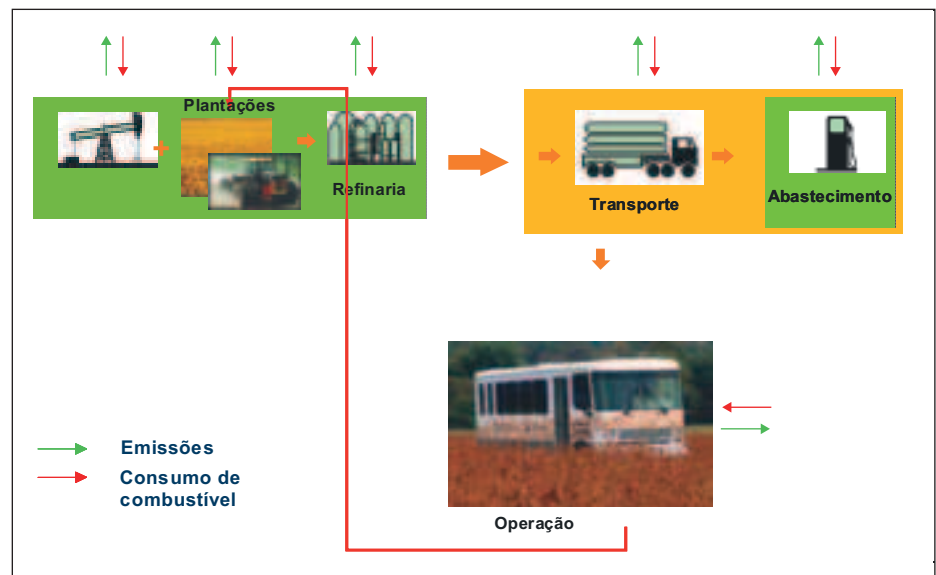 Plantações
Refinaria
Transporte
Abastecimento
Emissões
Consumo de
combustível
Operação